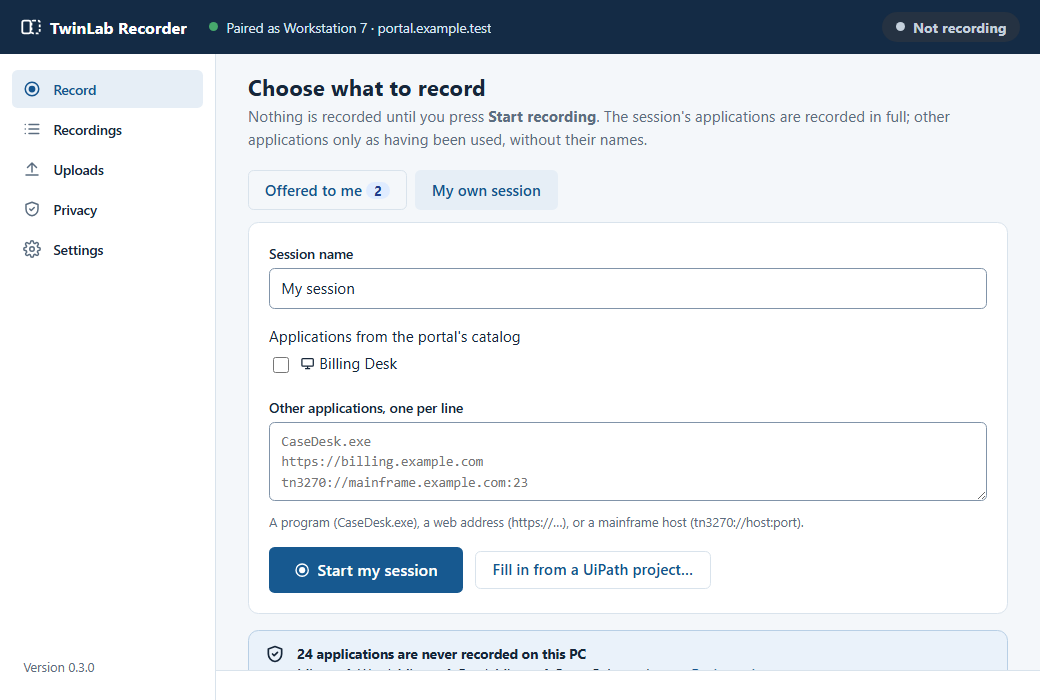 TwinLab Recorder
Paired as Workstation 7 · portal.example.test
Not recording
Record
Recordings
Uploads
Privacy
Settings
Version 0.3.0
Choose what to record
Nothing is recorded until you press Start recording. The session's applications are recorded in full; other
applications only as having been used, without their names.
Offered to me 2
My own session
Session name
My session
Applications from the portal's catalog
Billing Desk
Other applications, one per line
CaseDesk.exe
https://billing.example.com
tn3270://mainframe.example.com:23
A program (CaseDesk.exe), a web address (https://...), or a mainframe host (tn3270://host:port).
Start my session
Fill in from a UiPath project...
24 applications are never recorded on this PC